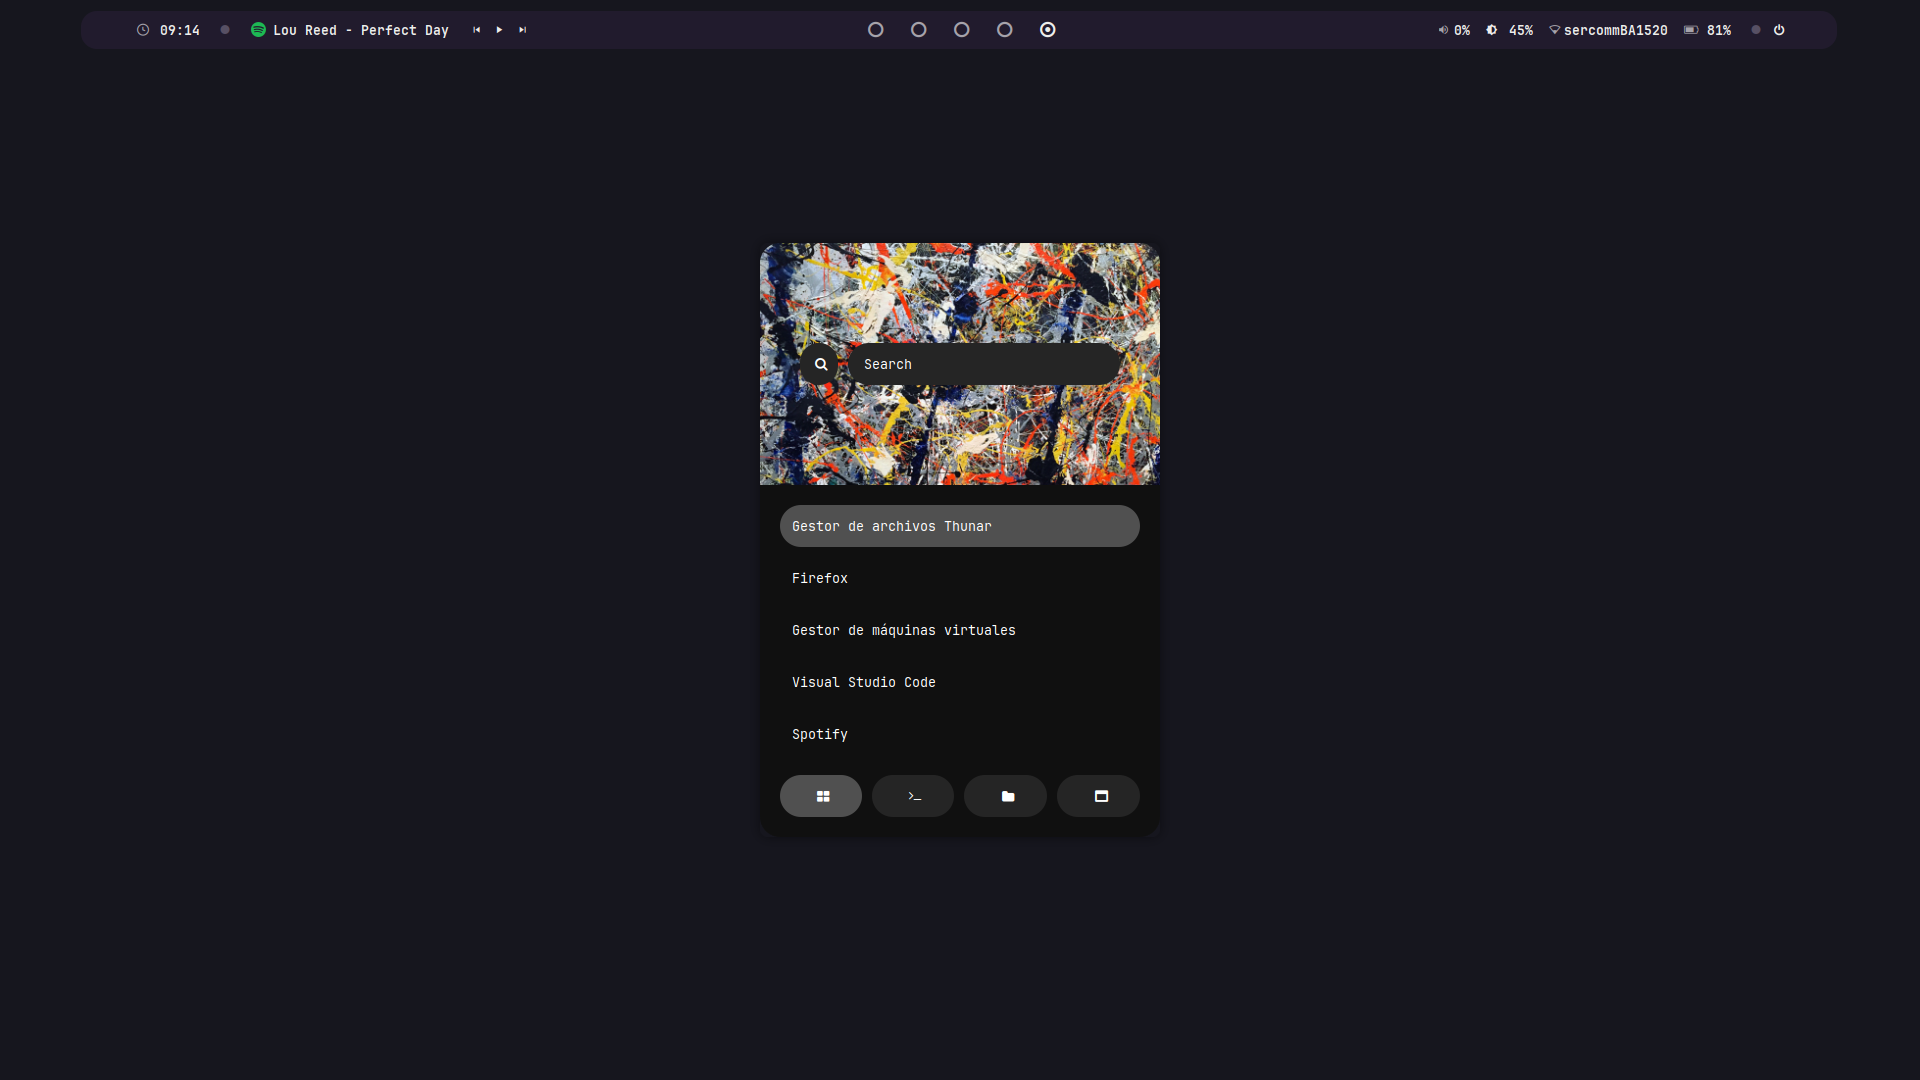 09:14 Lou Reed - Perfect Day 0% 45% sercommBA1520 81%
Search
Gestor de archivos Thunar
Firefox
Gestor de máquinas virtuales
Visual Studio Code
Spotify